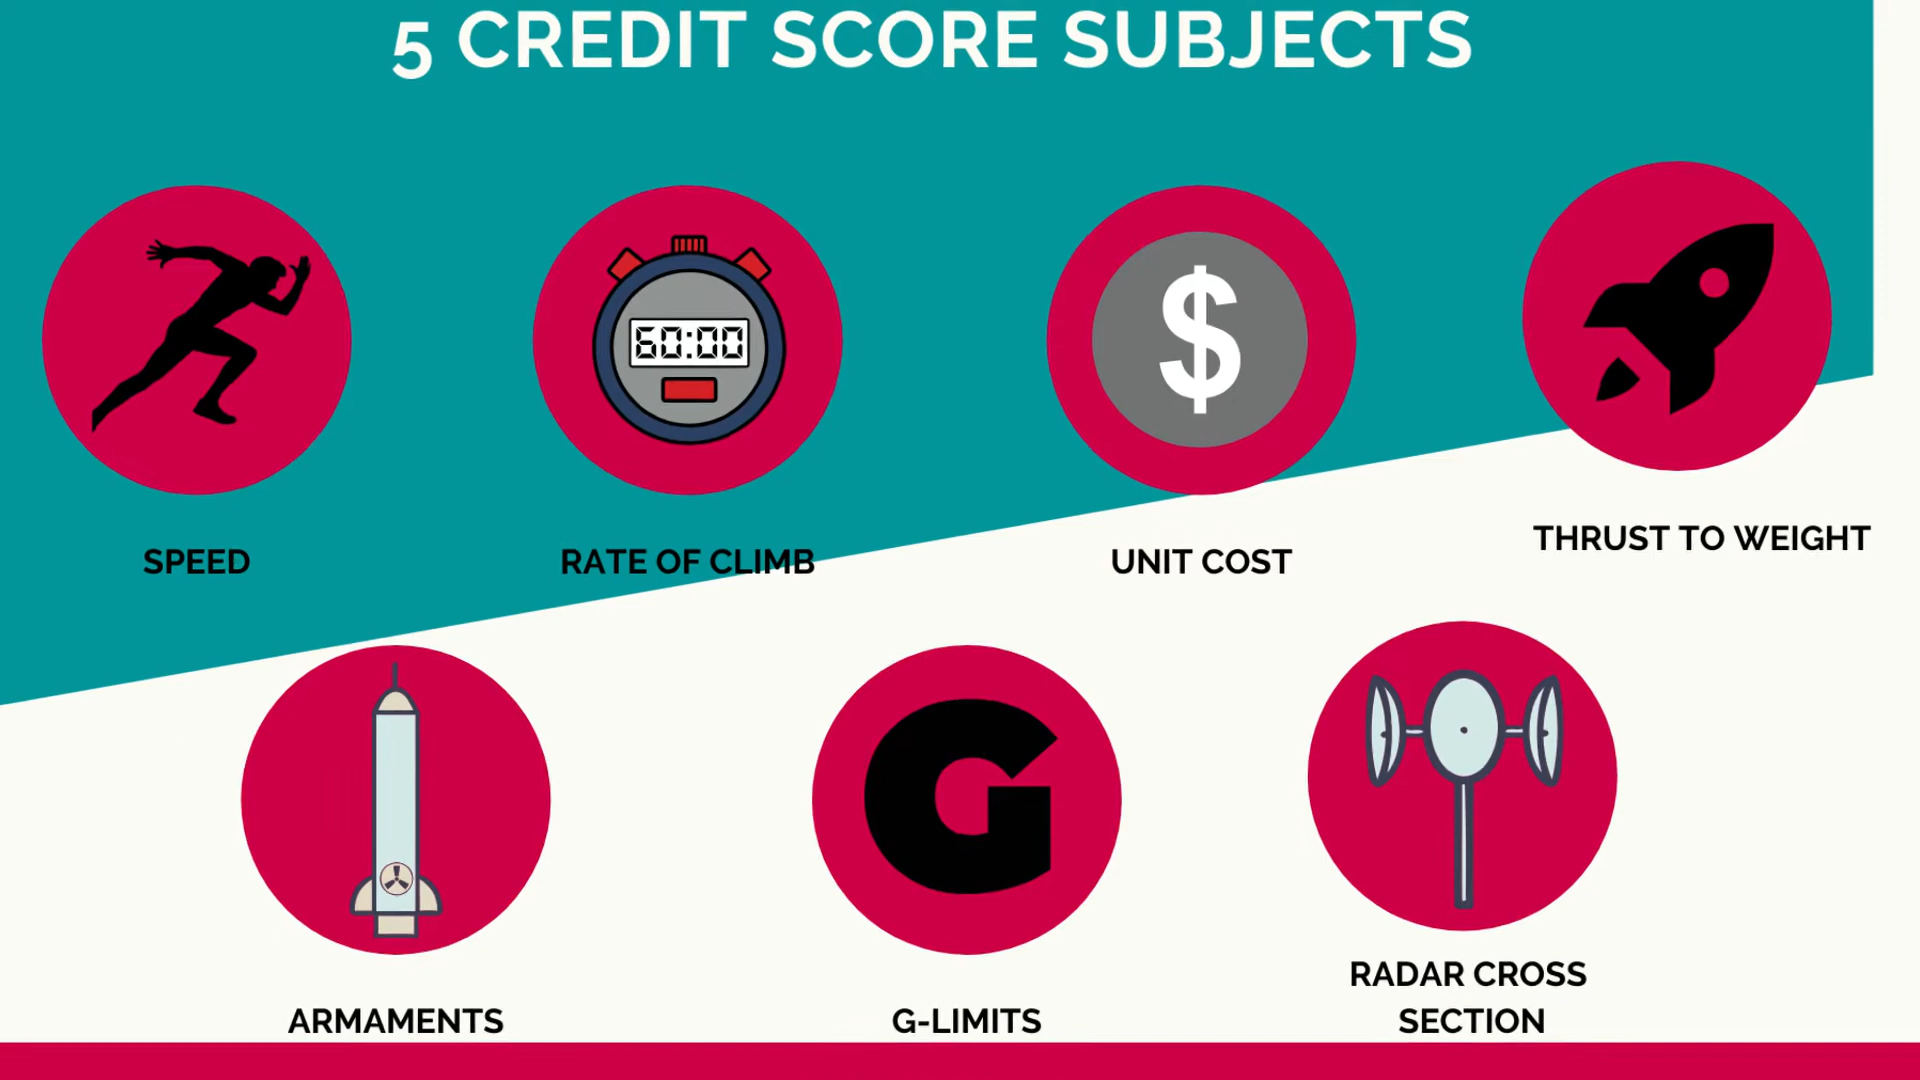 5 CREDIT SCORE SUBJECTS
60:00
$
SPEED
RATE OF CLIMB
UNIT COST
THRUST TO WEIGHT
G
ARMAMENTS
G-LIMITS
RADAR CROSS
SECTION